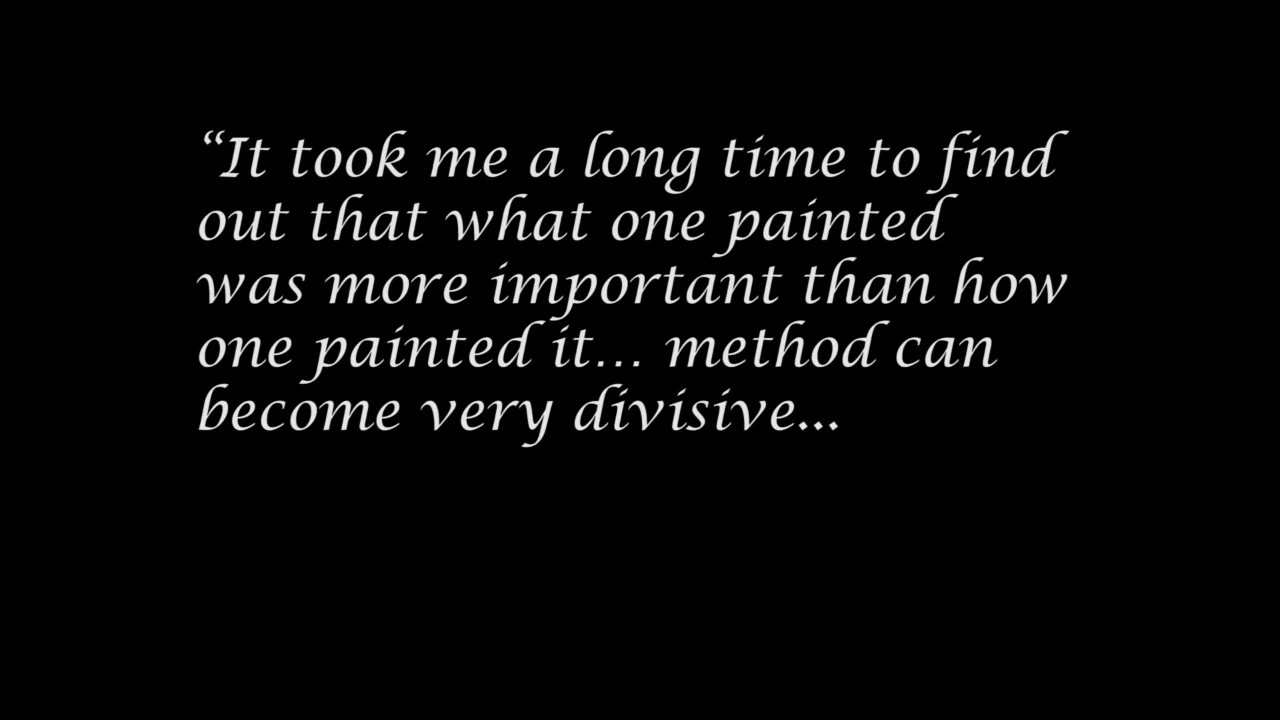 “It took me a long time to find
out that what one painted
was more important than how
one painted it… method can
become very divisive...